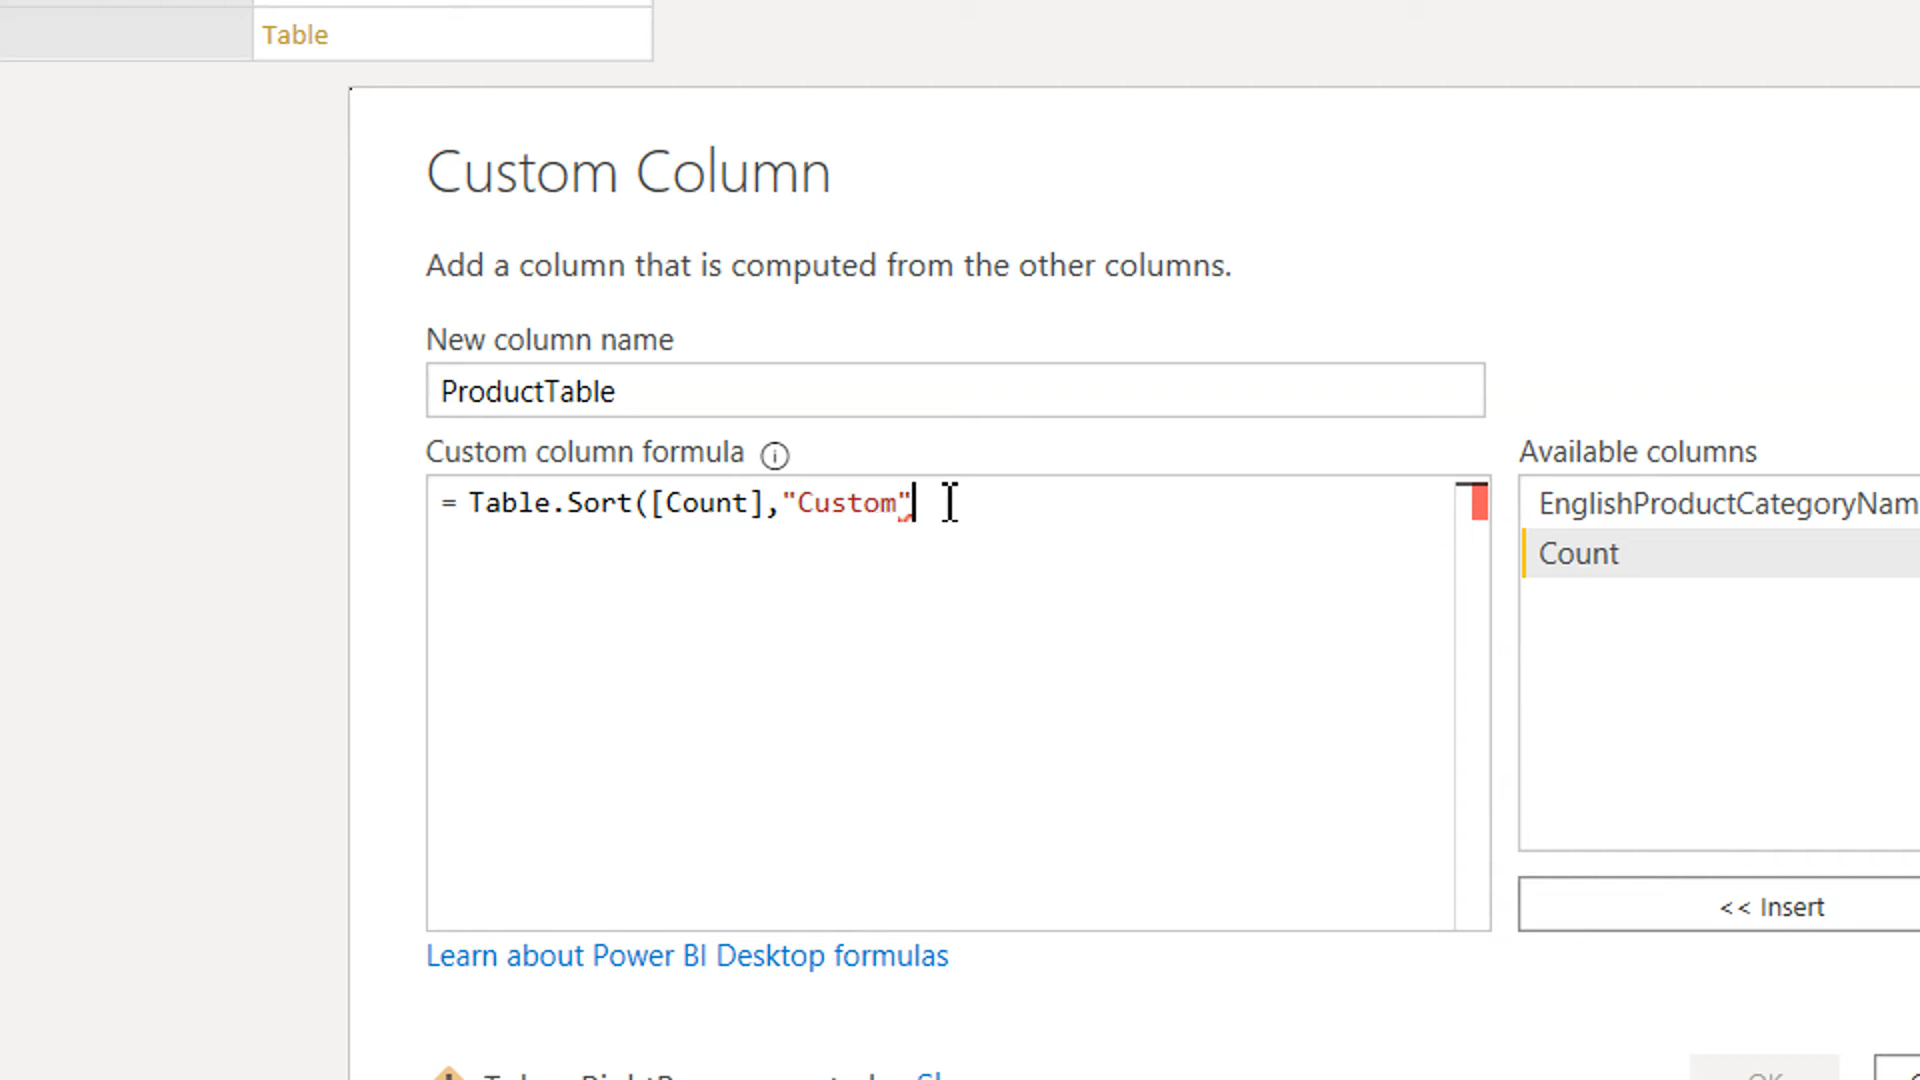 Table
Custom Column
Add a column that is computed from the other columns.
New column name
ProductTable
Custom column formula
= Table.Sort([Count],"Custom"
Available columns
EnglishProductCategoryNam
Count
<< Insert
Learn about Power BI Desktop formulas
OK